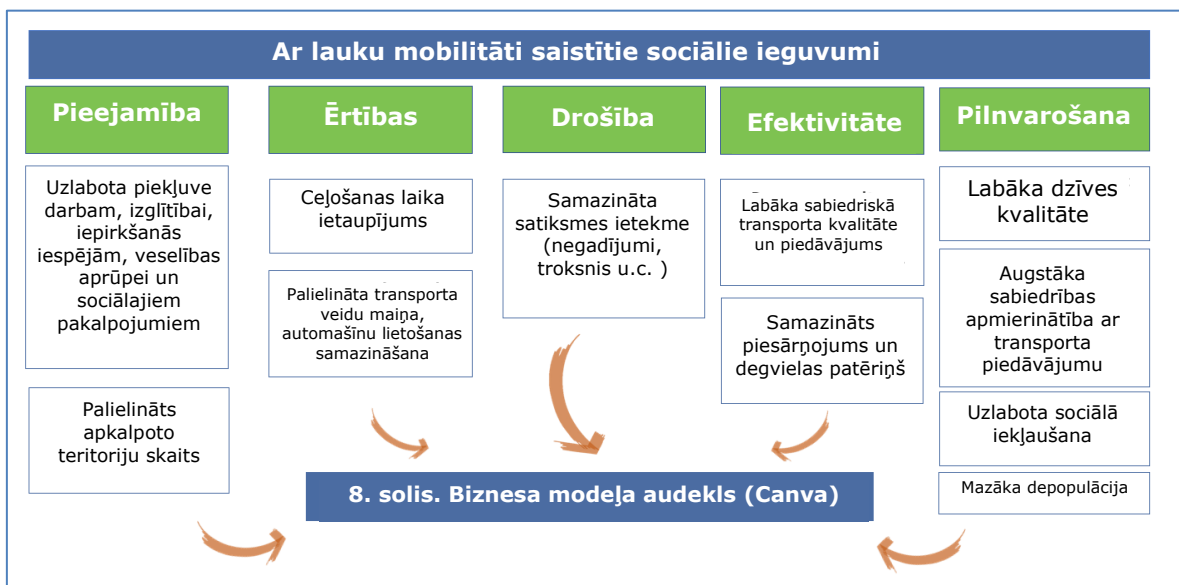 Ar lauku mobilitāti saistītie sociālie ieguvumi
Pieejamība
Uzlabota piekļuve
darbam, izglītībai,
iepirkšanās
iespējām, veselības
aprūpei un
sociālajiem
pakalpojumiem
Palielināts
apkalpoto
teritoriju skaits
Ērtības
Ceļošanas laika
ietaupījums
Palielināta transporta
veidu maiņa,
automašīnu lietošanas
samazināšana
Drošība
Samazināta
satiksmes ietekme
(negadījumi,
troksnis u.c. )
Efektivitāte
Labāka sabiedriskā
transporta kvalitāte
un piedāvājums
Samazināts
piesārņojums un
degvielas patēriņš
Pilnvarošana
Labāka dzīves
kvalitāte
Augstāka
sabiedrības
apmierinātība ar
transporta
piedāvājumu
Uzlabota sociālā
iekļaušana
Mazāka depopulācija
8. solis. Biznesa modeļa audekls (Canva)